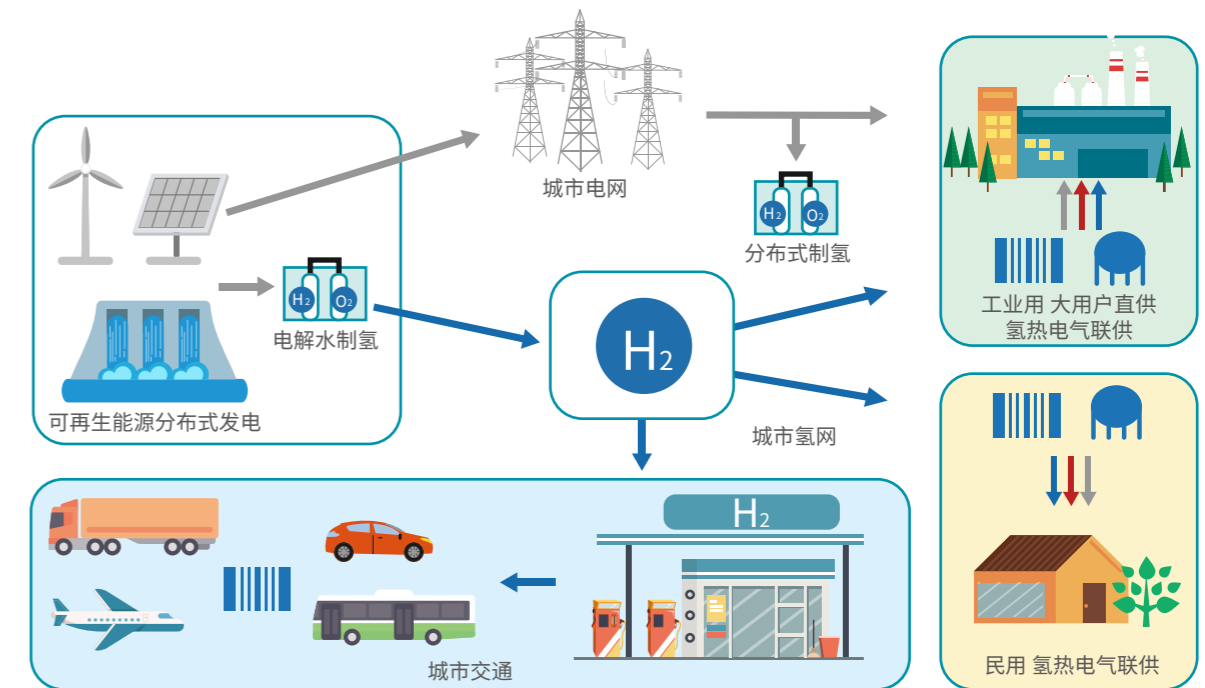 城市电网
H2
O2
分布式制氢
H2
O2
电解水制氢
可再生能源分布式发电
H2
城市氢网
工业用 大用户直供
氢热电气联供
H2
城市交通
民用 氢热电气联供